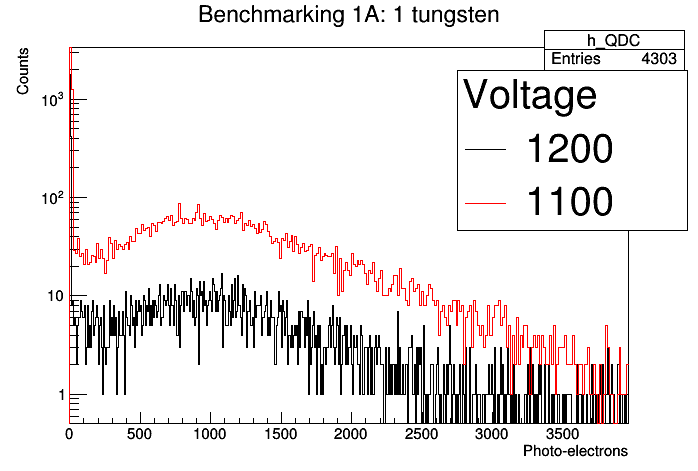 Benchmarking 1A: 1 tungsten
h_QDC
Entries 4303
Voltage
1200
1100
Counts
10³
10²
10
1
0 500 1000 1500 2000 2500 3000 3500
Photo-electrons